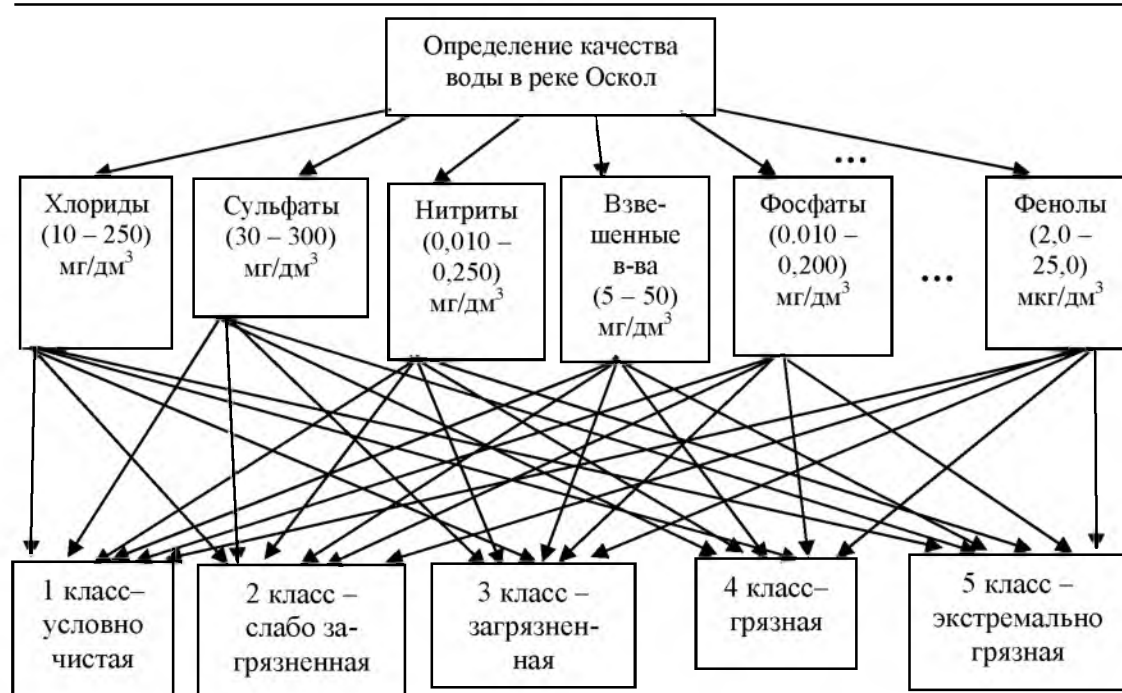 Определение качества
воды в реке Оскол
...
Хлориды
(10 – 250)
мг/дм³
Сульфаты
(30 – 300)
мг/дм³
Нитриты
(0,010 –
0,250)
мг/дм³
Взве-
шенные
в-ва
(5 – 50)
мг/дм³
Фосфаты
(0.010 –
0,200)
мг/дм³
...
Фенолы
(2,0 –
25,0)
мкг/дм³
1 класс–
условно
чистая
2 класс –
слабо за-
грязненная
3 класс –
загрязнен-
ная
4 класс–
грязная
5 класс –
экстремально
грязная